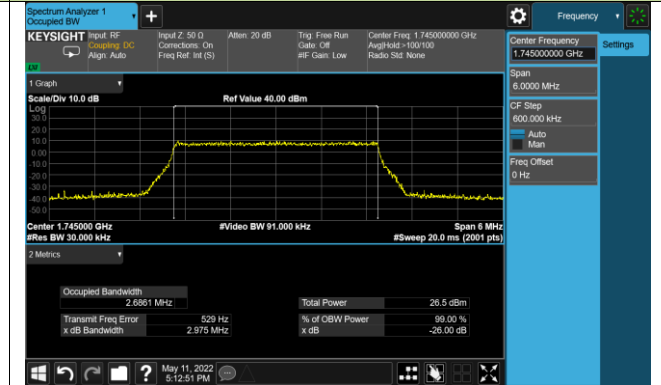 Spectrum Analyzer 1
Occupied BW
+
Frequency
KEYSIGHT
Input: RF
Coupling: DC
Align: Auto
Input Z: 50 Ω
Corrections: On
Freq Ref: Int (S)
Atten: 20 dB
Trig: Free Run
Gate: Off
#IF Gain: Low
Center Freq: 1.745000000 GHz
Avg|Hold:>100/100
Radio Std: None
Center Frequency
1.745000000 GHz
Settings
Span
6.0000 MHz
CF Step
600.000 kHz
Auto
Man
Freq Offset
0 Hz
1 Graph
Scale/Div 10.0 dB
Ref Value 40.00 dBm
Log
30.0
20.0
10.0
0.00
-10.0
-20.0
-30.0
-40.0
-50.0
Center 1.745000 GHz
#Video BW 91.000 kHz
Span 6 MHz
#Res BW 30.000 kHz
#Sweep 20.0 ms (2001 pts)
2 Metrics
Occupied Bandwidth
2.6861 MHz
Total Power
26.5 dBm
Transmit Freq Error
529 Hz
% of OBW Power
99.00 %
x dB Bandwidth
2.975 MHz
x dB
-26.00 dB
?
May 11, 2022
5:12:51 PM